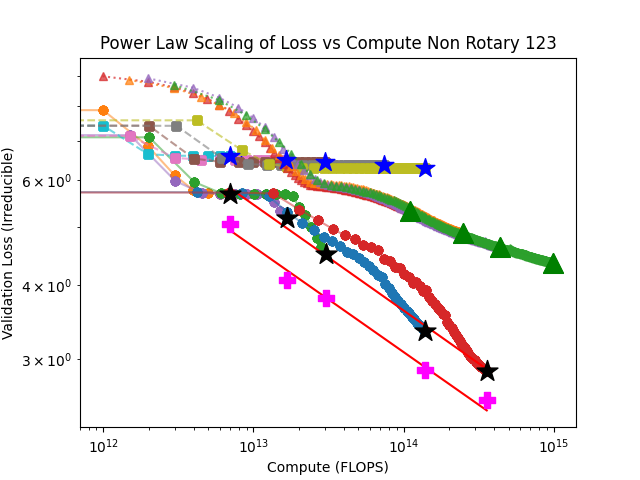 Power Law Scaling of Loss vs Compute Non Rotary 123
Validation Loss (Irreducible)
6 × 10⁰
4 × 10⁰
3 × 10⁰
10¹² 10¹³ 10¹⁴ 10¹⁵
Compute (FLOPS)